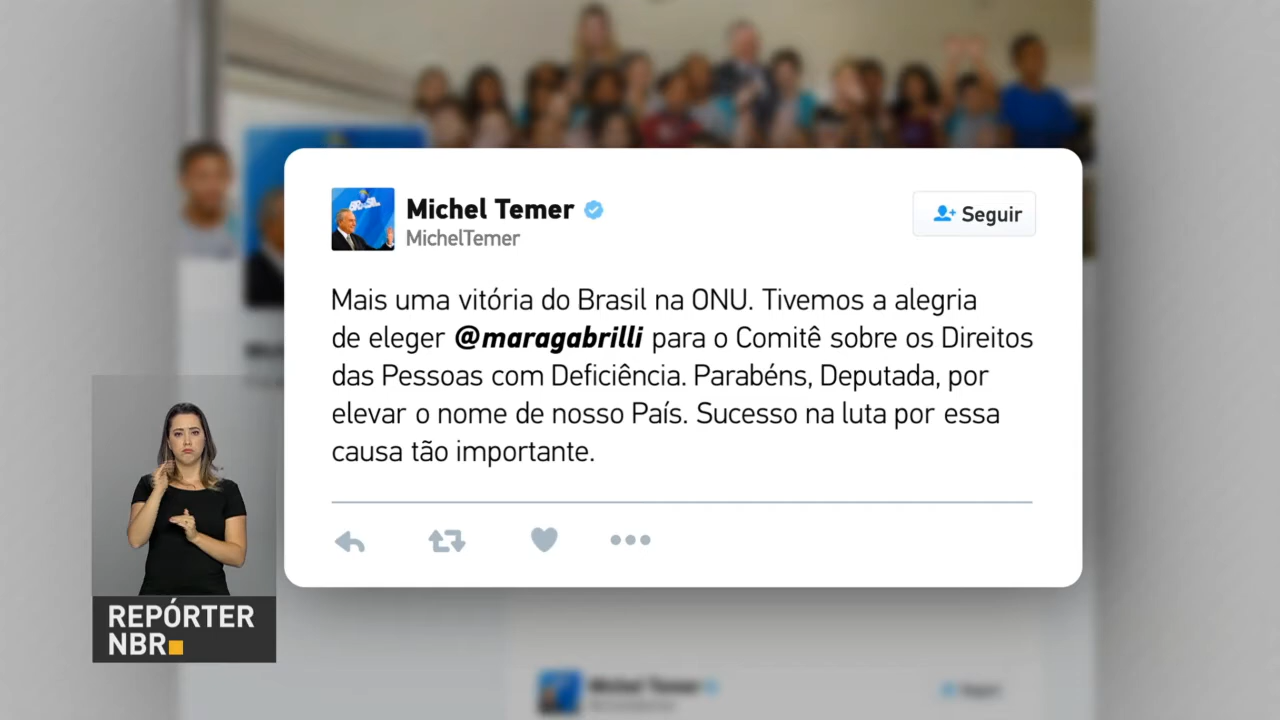 Michel Temer
MichelTemer
Seguir
Mais uma vitória do Brasil na ONU. Tivemos a alegria
de eleger @maragabrilli para o Comitê sobre os Direitos
das Pessoas com Deficiência. Parabéns, Deputada, por
elevar o nome de nosso País. Sucesso na luta por essa
causa tão importante.
REPÓRTER
NBR